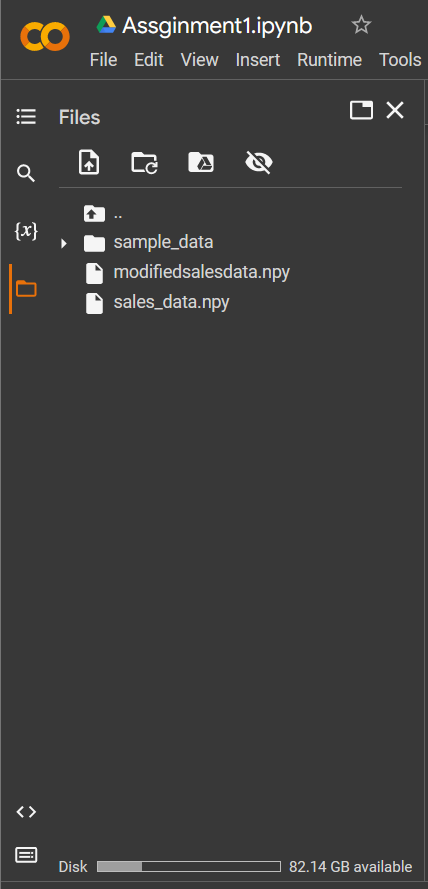 Assginment1.ipynb
File Edit View Insert Runtime Tools
Files
..
{x}
sample_data
modifiedsalesdata.npy
sales_data.npy
Disk 82.14 GB available